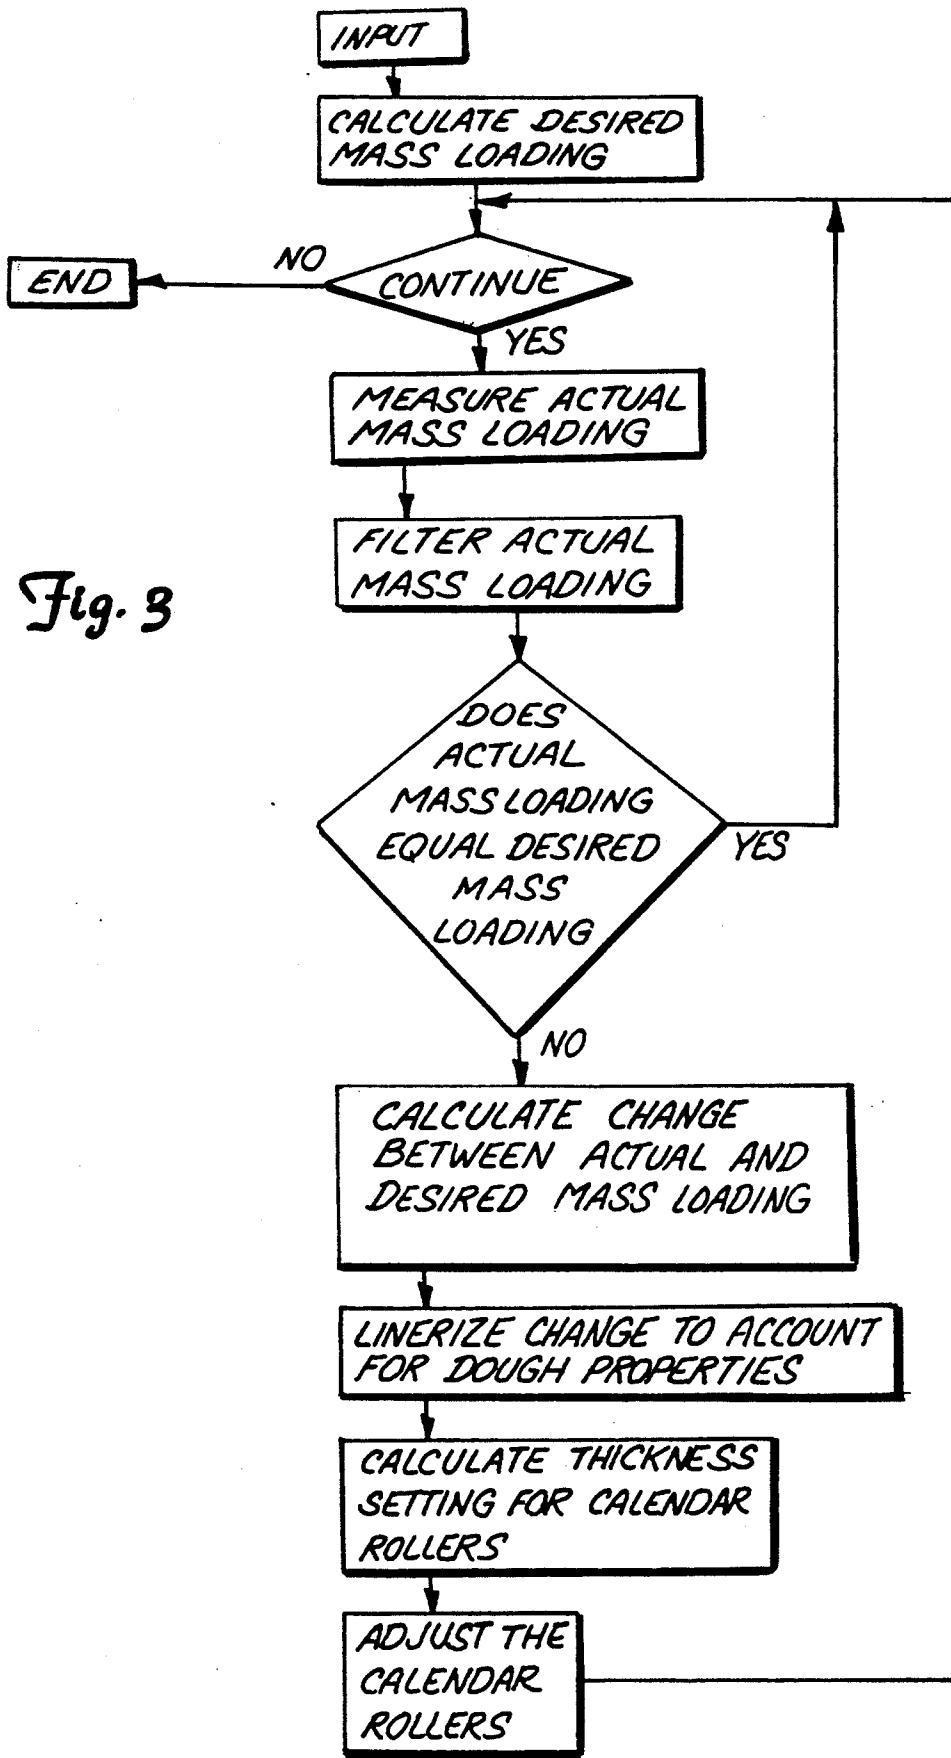 INPUT
CALCULATE DESIRED
MASS LOADING
NO
CONTINUE
END
YES
MEASURE ACTUAL
MASS LOADING
FILTER ACTUAL
MASS LOADING
Fig. 3
DOES
ACTUAL
MASS LOADING
EQUAL DESIRED
MASS
LOADING
YES
NO
CALCULATE CHANGE
BETWEEN ACTUAL AND
DESIRED MASS LOADING
LINERIZE CHANGE TO ACCOUNT
FOR DOUGH PROPERTIES
CALCULATE THICKNESS
SETTING FOR CALENDAR
ROLLERS
ADJUST THE
CALENDAR
ROLLERS